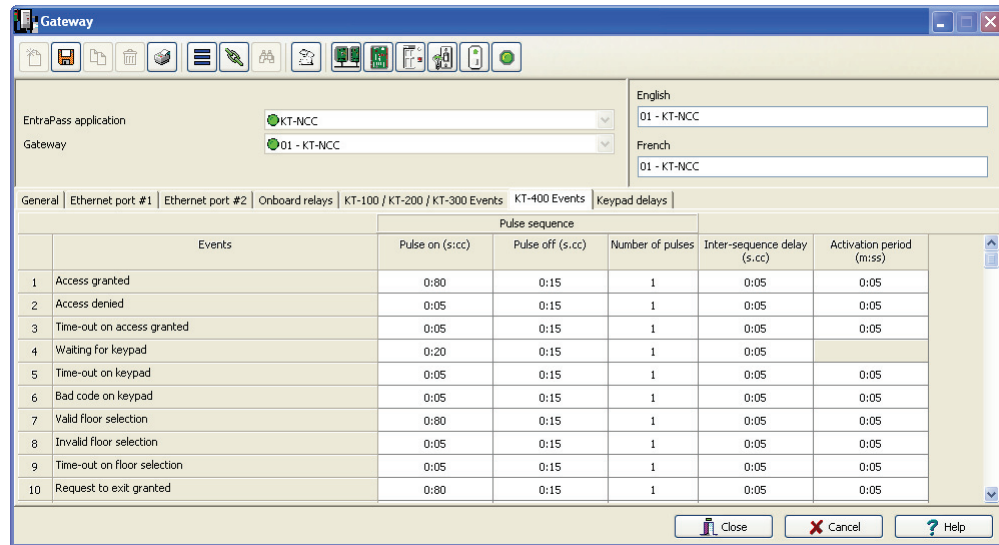 Gateway
English
EntraPass application KT-NCC 01 - KT-NCC
Gateway 01 - KT-NCC French
01 - KT-NCC
General Ethernet port #1 Ethernet port #2 Onboard relays KT-100 / KT-200 / KT-300 Events KT-400 Events Keypad delays
Pulse sequence
Events Pulse on (s:cc) Pulse off (s.cc) Number of pulses Inter-sequence delay (s.cc) Activation period (m:ss)
1 Access granted 0:80 0:15 1 0:05 0:05
2 Access denied 0:05 0:15 1 0:05 0:05
3 Time-out on access granted 0:05 0:15 1 0:05 0:05
4 Waiting for keypad 0:20 0:15 1 0:05
5 Time-out on keypad 0:05 0:15 1 0:05 0:05
6 Bad code on keypad 0:05 0:15 1 0:05 0:05
7 Valid floor selection 0:80 0:15 1 0:05 0:05
8 Invalid floor selection 0:05 0:15 1 0:05 0:05
9 Time-out on floor selection 0:05 0:15 1 0:05 0:05
10 Request to exit granted 0:80 0:15 1 0:05 0:05
Close Cancel ? Help